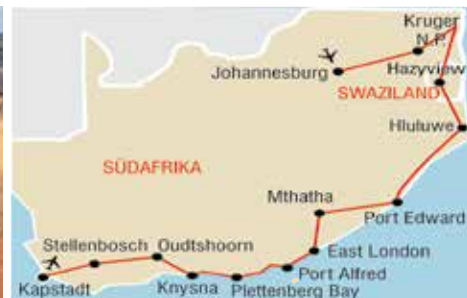 Kruger
N.P.
Johannesburg
Hazyview
SWAZILAND
Hluluwe
SÜDAFRIKA
Mthatha
Port Edward
Stellenbosch
Oudtshoorn
East London
Port Alfred
Kapstadt
Knysna
Plettenberg Bay